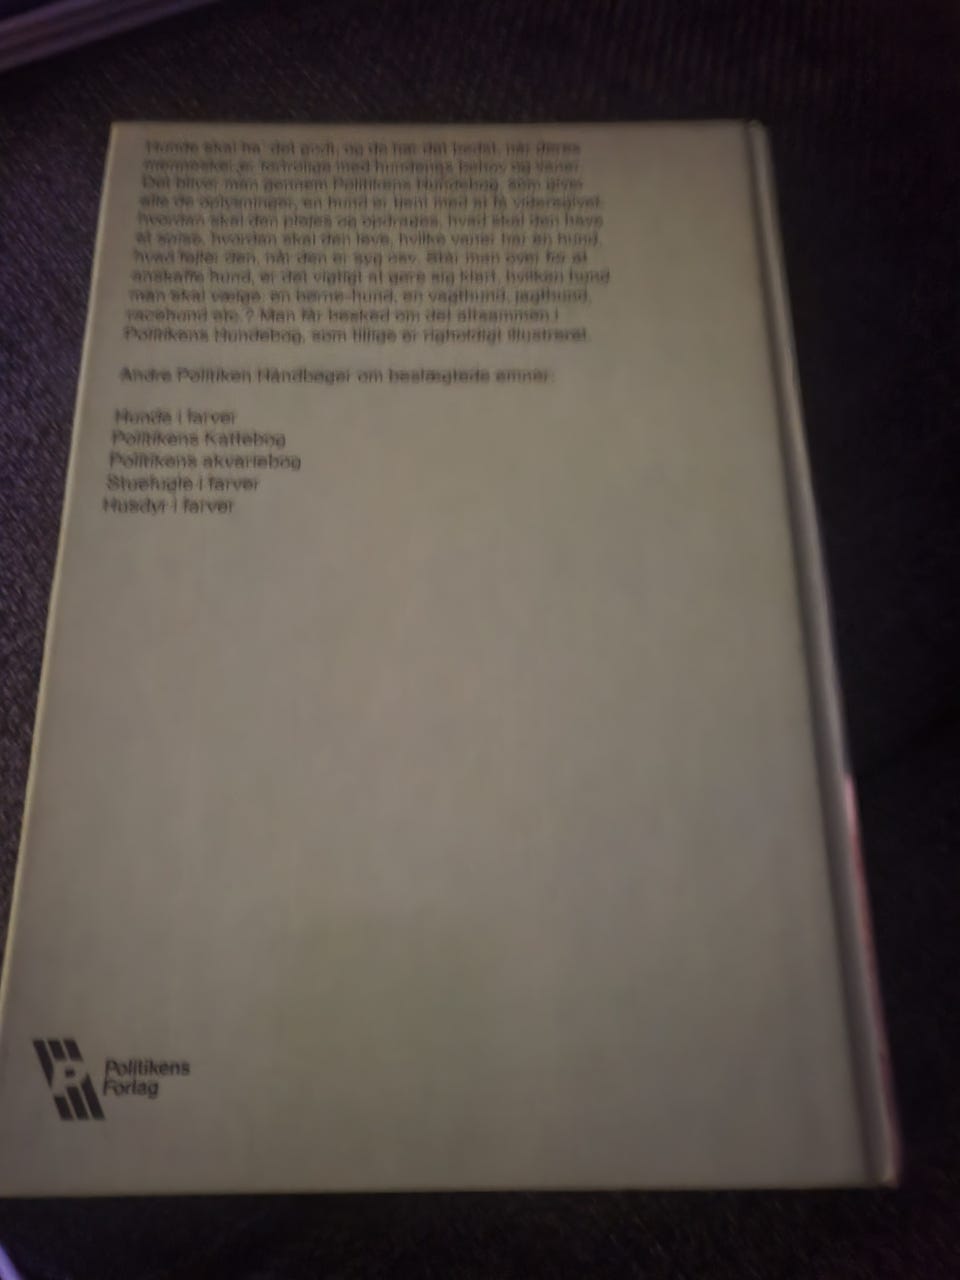 Hunde skal ha' det godt, og de har det bedst, når deres
mennesker er fortrolige med hundenes behov og vaner.
Det bliver man gennem Politikens Hundebog, som giver
alle de oplysninger, en hund er tjent med at få videregivet:
hvordan skal den plejes og opdrages, hvad skal den have
at spise, hvordan skal den leve, hvilke vaner har en hund,
hvad fejler den, når den er syg osv. Står man over for at
anskaffe hund, er det vigtigt at gøre sig klart, hvilken hund
man skal vælge: en børne-hund, en vagthund, jagthund,
racehund etc.? Man får besked om det altsammen i
Politikens Hundebog, som tillige er righoldigt illustreret.
Andre Politiken Håndbøger om beslægtede emner:
Hunde i farver
Politikens Kattebog
Politikens akvariebog
Stuefugle i farver
Husdyr i farver
Politikens
Forlag